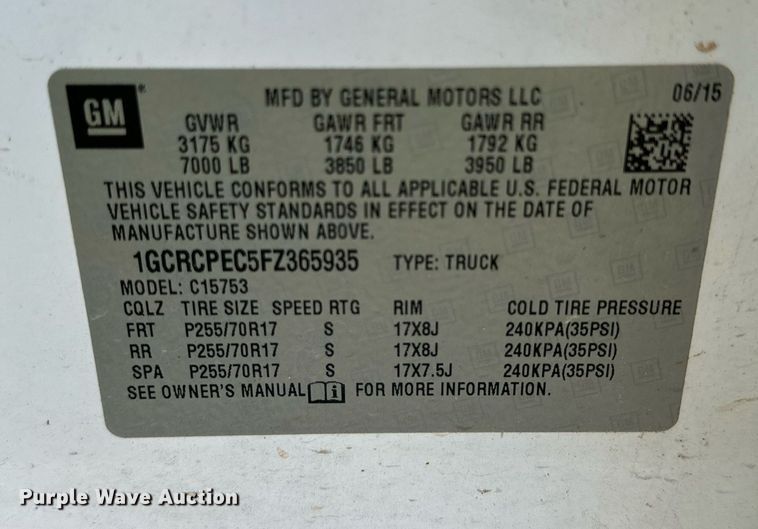 GM®
MFD BY GENERAL MOTORS LLC 06/15
GVWR GAWR FRT GAWR RR
3175 KG 1746 KG 1792 KG
7000 LB 3850 LB 3950 LB
THIS VEHICLE CONFORMS TO ALL APPLICABLE U.S. FEDERAL MOTOR
VEHICLE SAFETY STANDARDS IN EFFECT ON THE DATE OF
MANUFACTURE SHOWN ABOVE.
1GCRCPEC5FZ365935 TYPE: TRUCK
MODEL: C15753
CQLZ TIRE SIZE SPEED RTG RIM COLD TIRE PRESSURE
FRT P255/70R17 S 17X8J 240KPA(35PSI)
RR P255/70R17 S 17X8J 240KPA(35PSI)
SPA P255/70R17 S 17X7.5J 240KPA(35PSI)
SEE OWNER'S MANUAL i FOR MORE INFORMATION.
Purple Wave Auction